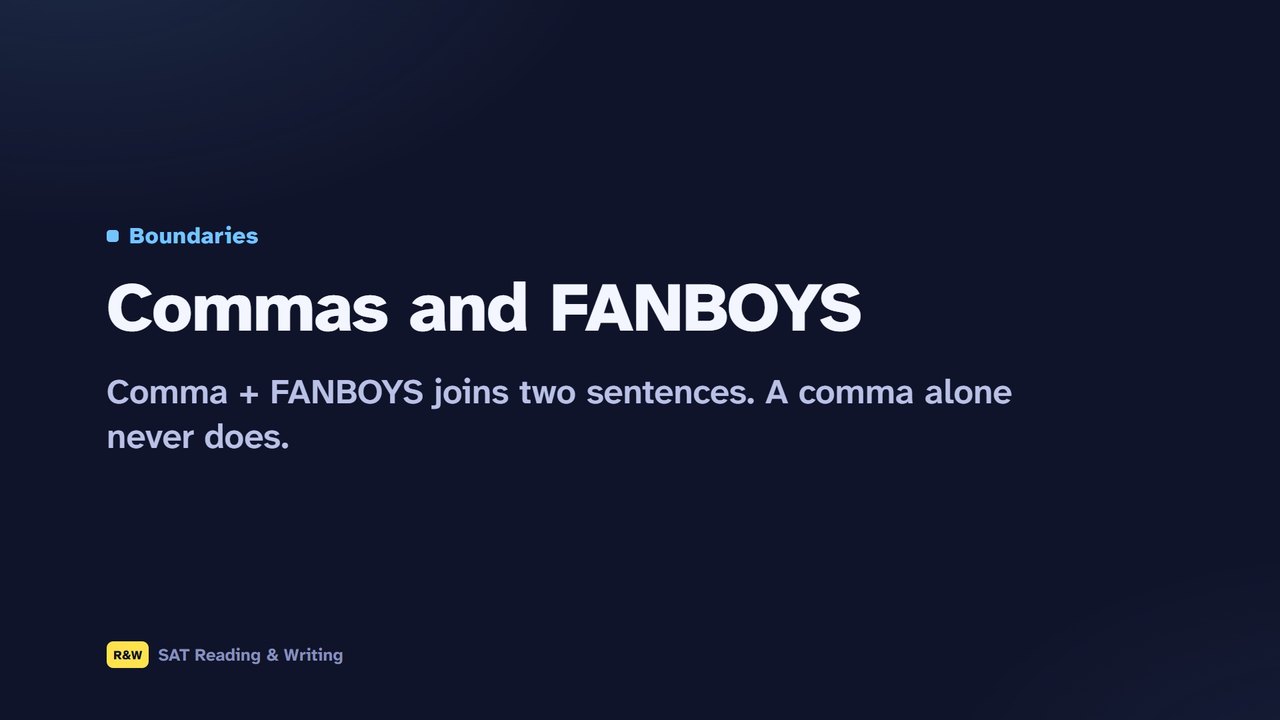 Boundaries
Commas and FANBOYS
Comma + FANBOYS joins two sentences. A comma alone
never does.
R&W SAT Reading & Writing